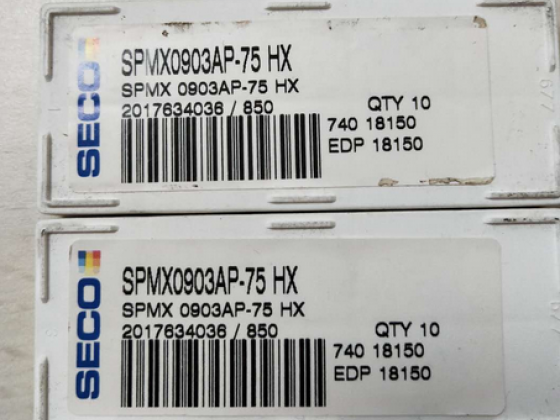 SECO
SPMX0903AP-75 HX
SPMX 0903AP-75 HX
2017634036 / 850
QTY 10
740 18150
EDP 18150
SECO
SPMX0903AP-75 HX
SPMX 0903AP-75 HX
2017634036 / 850
QTY 10
740 18150
EDP 18150